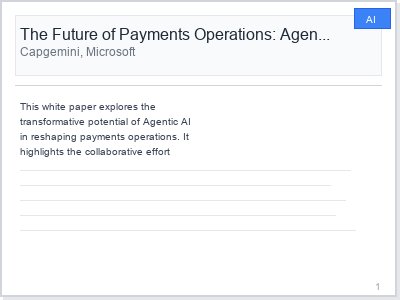 AI
The Future of Payments Operations: Agen...
Capgemini, Microsoft
This white paper explores the
transformative potential of Agentic AI
in reshaping payments operations. It
highlights the collaborative effort
1